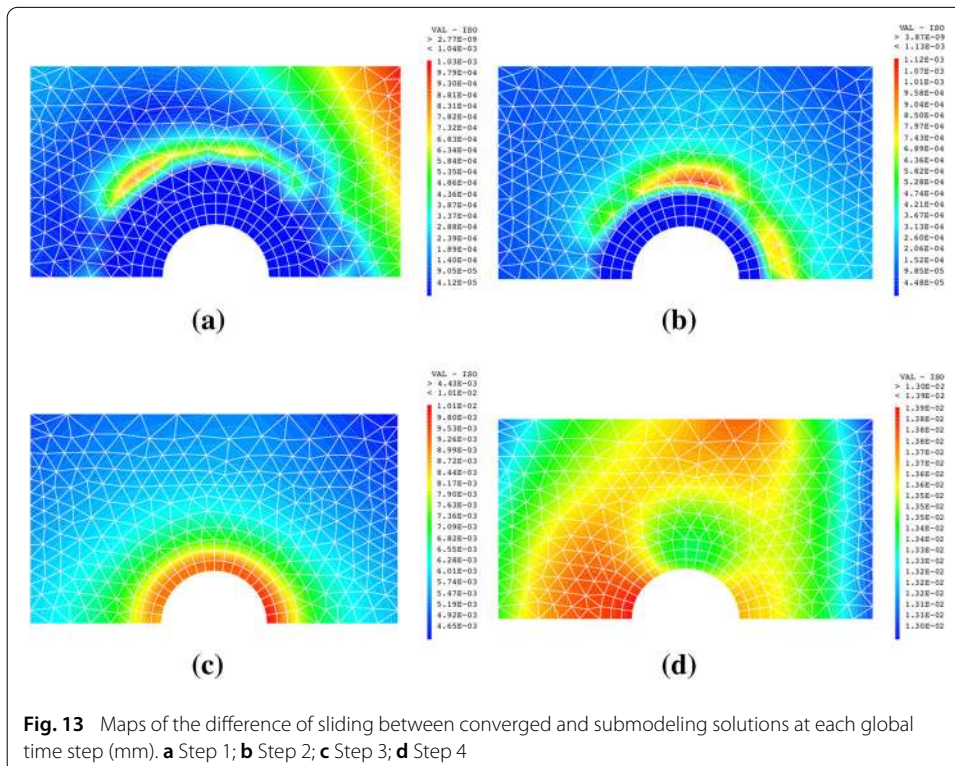 VAL - ISO
> 2.77E-09
< 1.04E-03
1.03E-03
9.79E-04
9.30E-04
8.81E-04
8.31E-04
7.82E-04
7.32E-04
6.83E-04
6.34E-04
5.84E-04
5.35E-04
4.86E-04
4.36E-04
3.87E-04
3.37E-04
2.88E-04
2.39E-04
1.89E-04
1.40E-04
9.05E-05
4.12E-05
(a)
VAL - ISO
> 3.87E-09
< 1.13E-03
1.12E-03
1.07E-03
1.01E-03
9.58E-04
9.04E-04
8.50E-04
7.97E-04
7.43E-04
6.89E-04
6.36E-04
5.82E-04
5.28E-04
4.74E-04
4.21E-04
3.67E-04
3.13E-04
2.60E-04
2.06E-04
1.52E-04
9.85E-05
4.48E-05
(b)
VAL - ISO
> 4.43E-03
< 1.01E-02
1.01E-02
9.80E-03
9.53E-03
9.26E-03
8.99E-03
8.72E-03
8.44E-03
8.17E-03
7.90E-03
7.63E-03
7.36E-03
7.09E-03
6.82E-03
6.55E-03
6.28E-03
6.01E-03
5.74E-03
5.47E-03
5.19E-03
4.92E-03
4.65E-03
(c)
VAL - ISO
> 1.30E-02
< 1.39E-02
1.39E-02
1.38E-02
1.38E-02
1.38E-02
1.37E-02
1.37E-02
1.36E-02
1.36E-02
1.35E-02
1.35E-02
1.34E-02
1.34E-02
1.33E-02
1.33E-02
1.32E-02
1.32E-02
1.32E-02
1.31E-02
1.31E-02
1.30E-02
(d)
Fig. 13 Maps of the difference of sliding between converged and submodeling solutions at each global
time step (mm). a Step 1; b Step 2; c Step 3; d Step 4